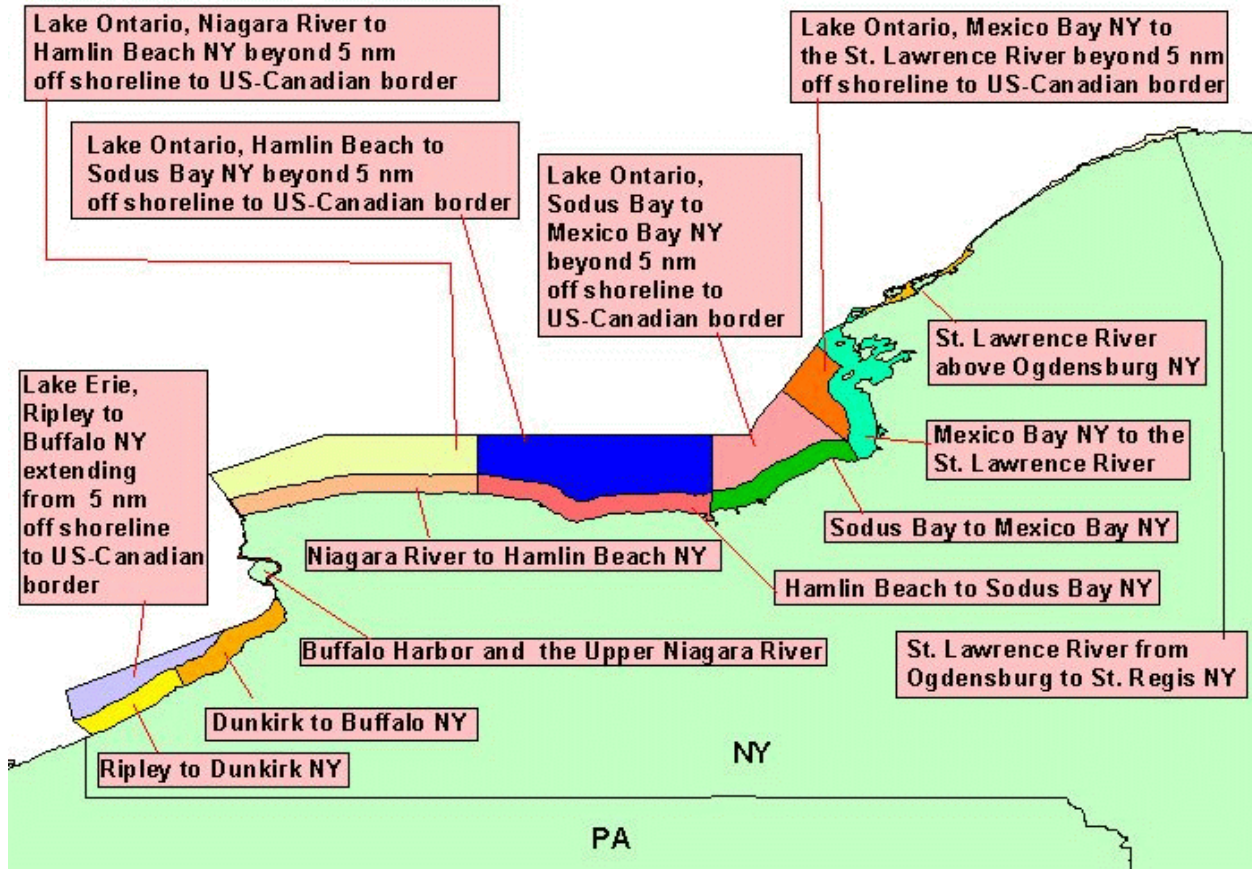 Lake Ontario, Niagara River to
Hamlin Beach NY beyond 5 nm
off shoreline to US-Canadian border
Lake Ontario, Mexico Bay NY to
the St. Lawrence River beyond 5 nm
off shoreline to US-Canadian border
Lake Ontario, Hamlin Beach to
Sodus Bay NY beyond 5 nm
off shoreline to US-Canadian border
Lake Ontario,
Sodus Bay to
Mexico Bay NY
beyond 5 nm
off shoreline to
US-Canadian border
St. Lawrence River
above Ogdensburg NY
Lake Erie,
Ripley to
Buffalo NY
extending
from 5 nm
off shoreline
to US-Canadian
border
Mexico Bay NY to the
St. Lawrence River
Sodus Bay to Mexico Bay NY
Niagara River to Hamlin Beach NY
Hamlin Beach to Sodus Bay NY
Buffalo Harbor and the Upper Niagara River
St. Lawrence River from
Ogdensburg to St. Regis NY
Dunkirk to Buffalo NY
Ripley to Dunkirk NY
NY
PA